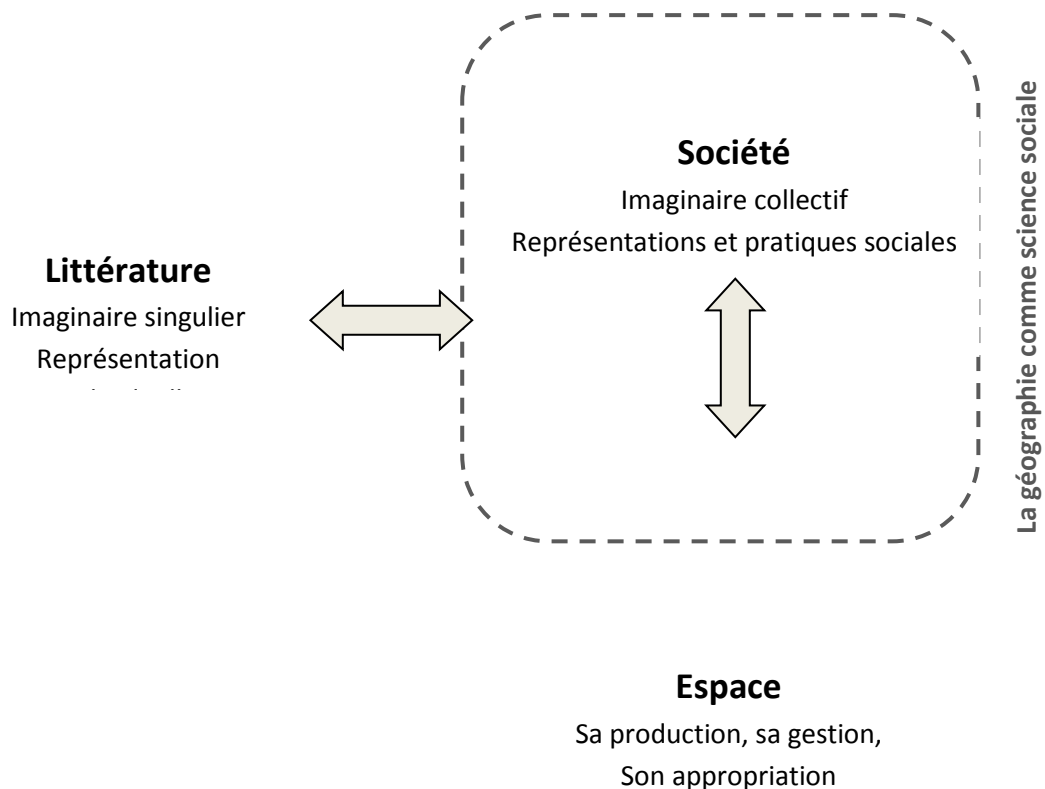 Société
Imaginaire collectif
Représentations et pratiques sociales
Littérature
Imaginaire singulier
Représentation
La géographie comme science sociale
Espace
Sa production, sa gestion,
Son appropriation